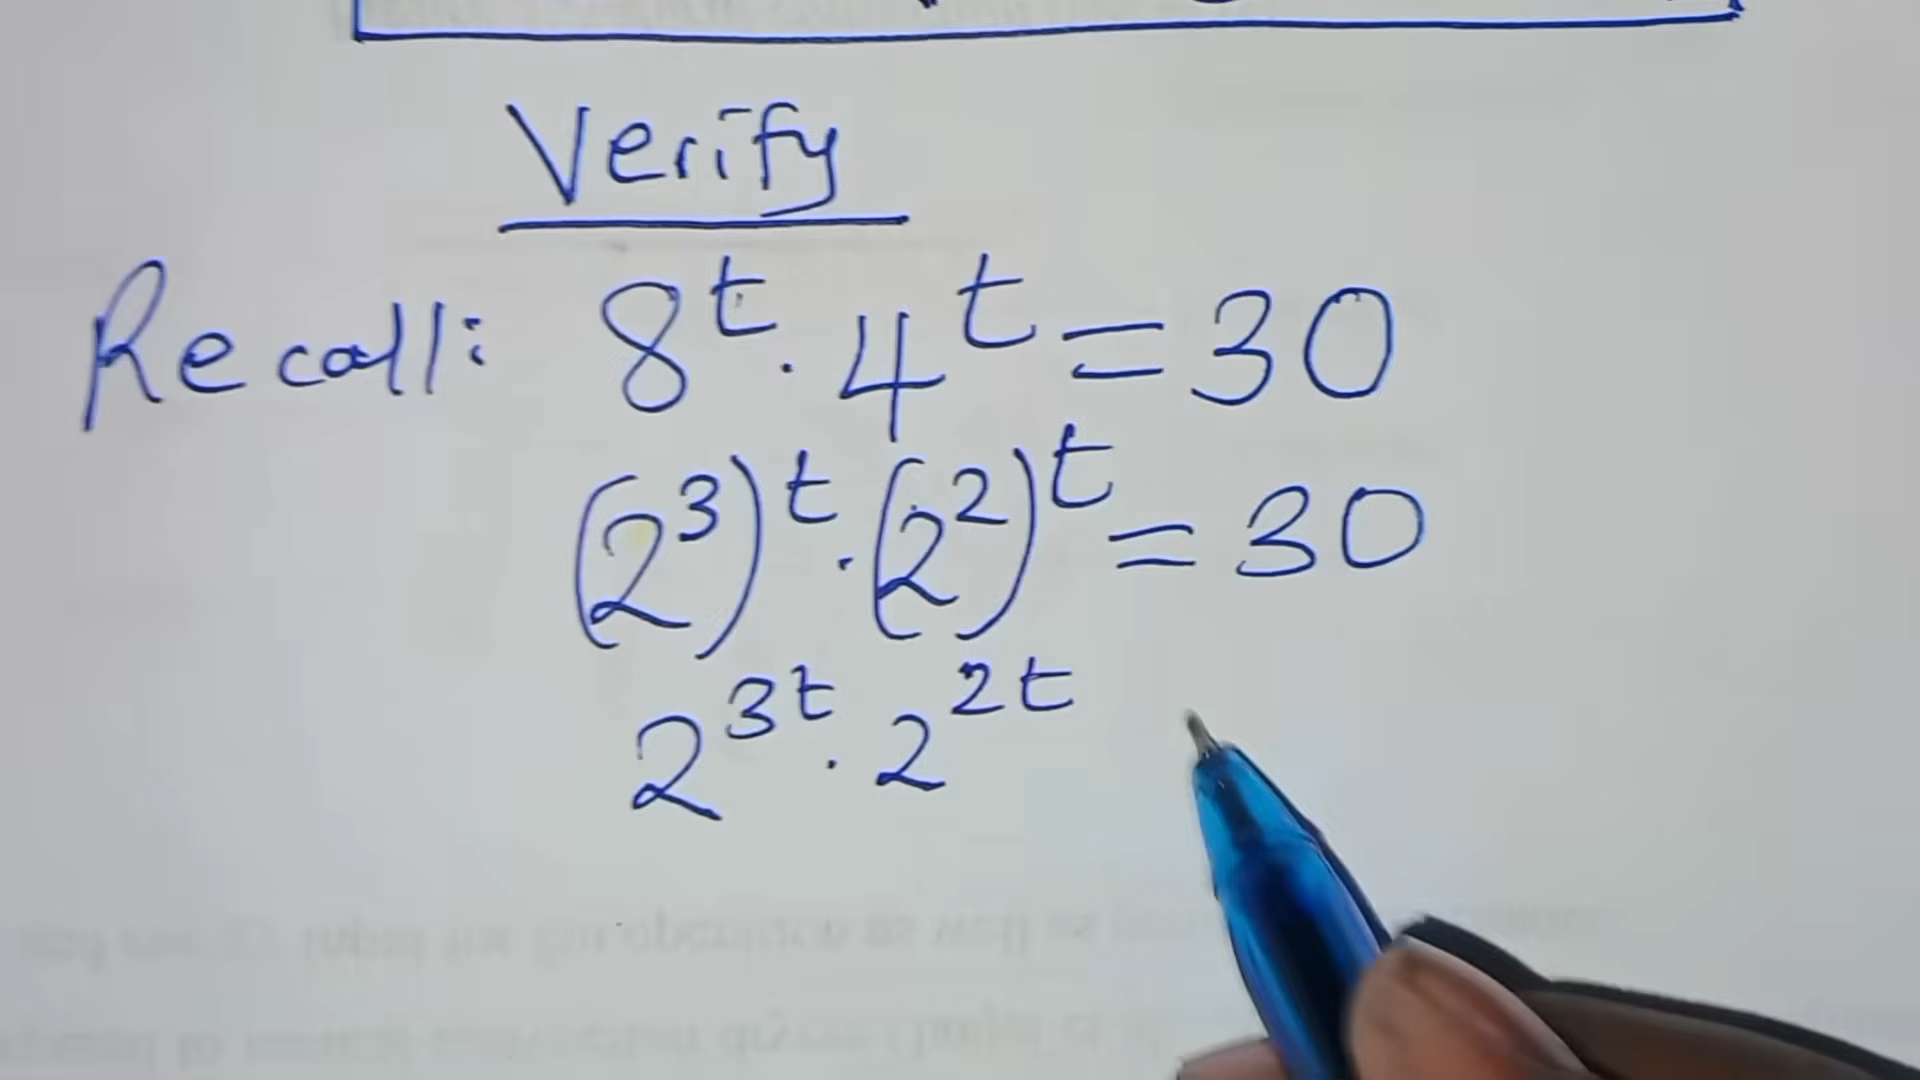 Verify
Recall: 8^t · 4^t = 30
(2^3)^t · (2^2)^t = 30
2^3t · 2^2t